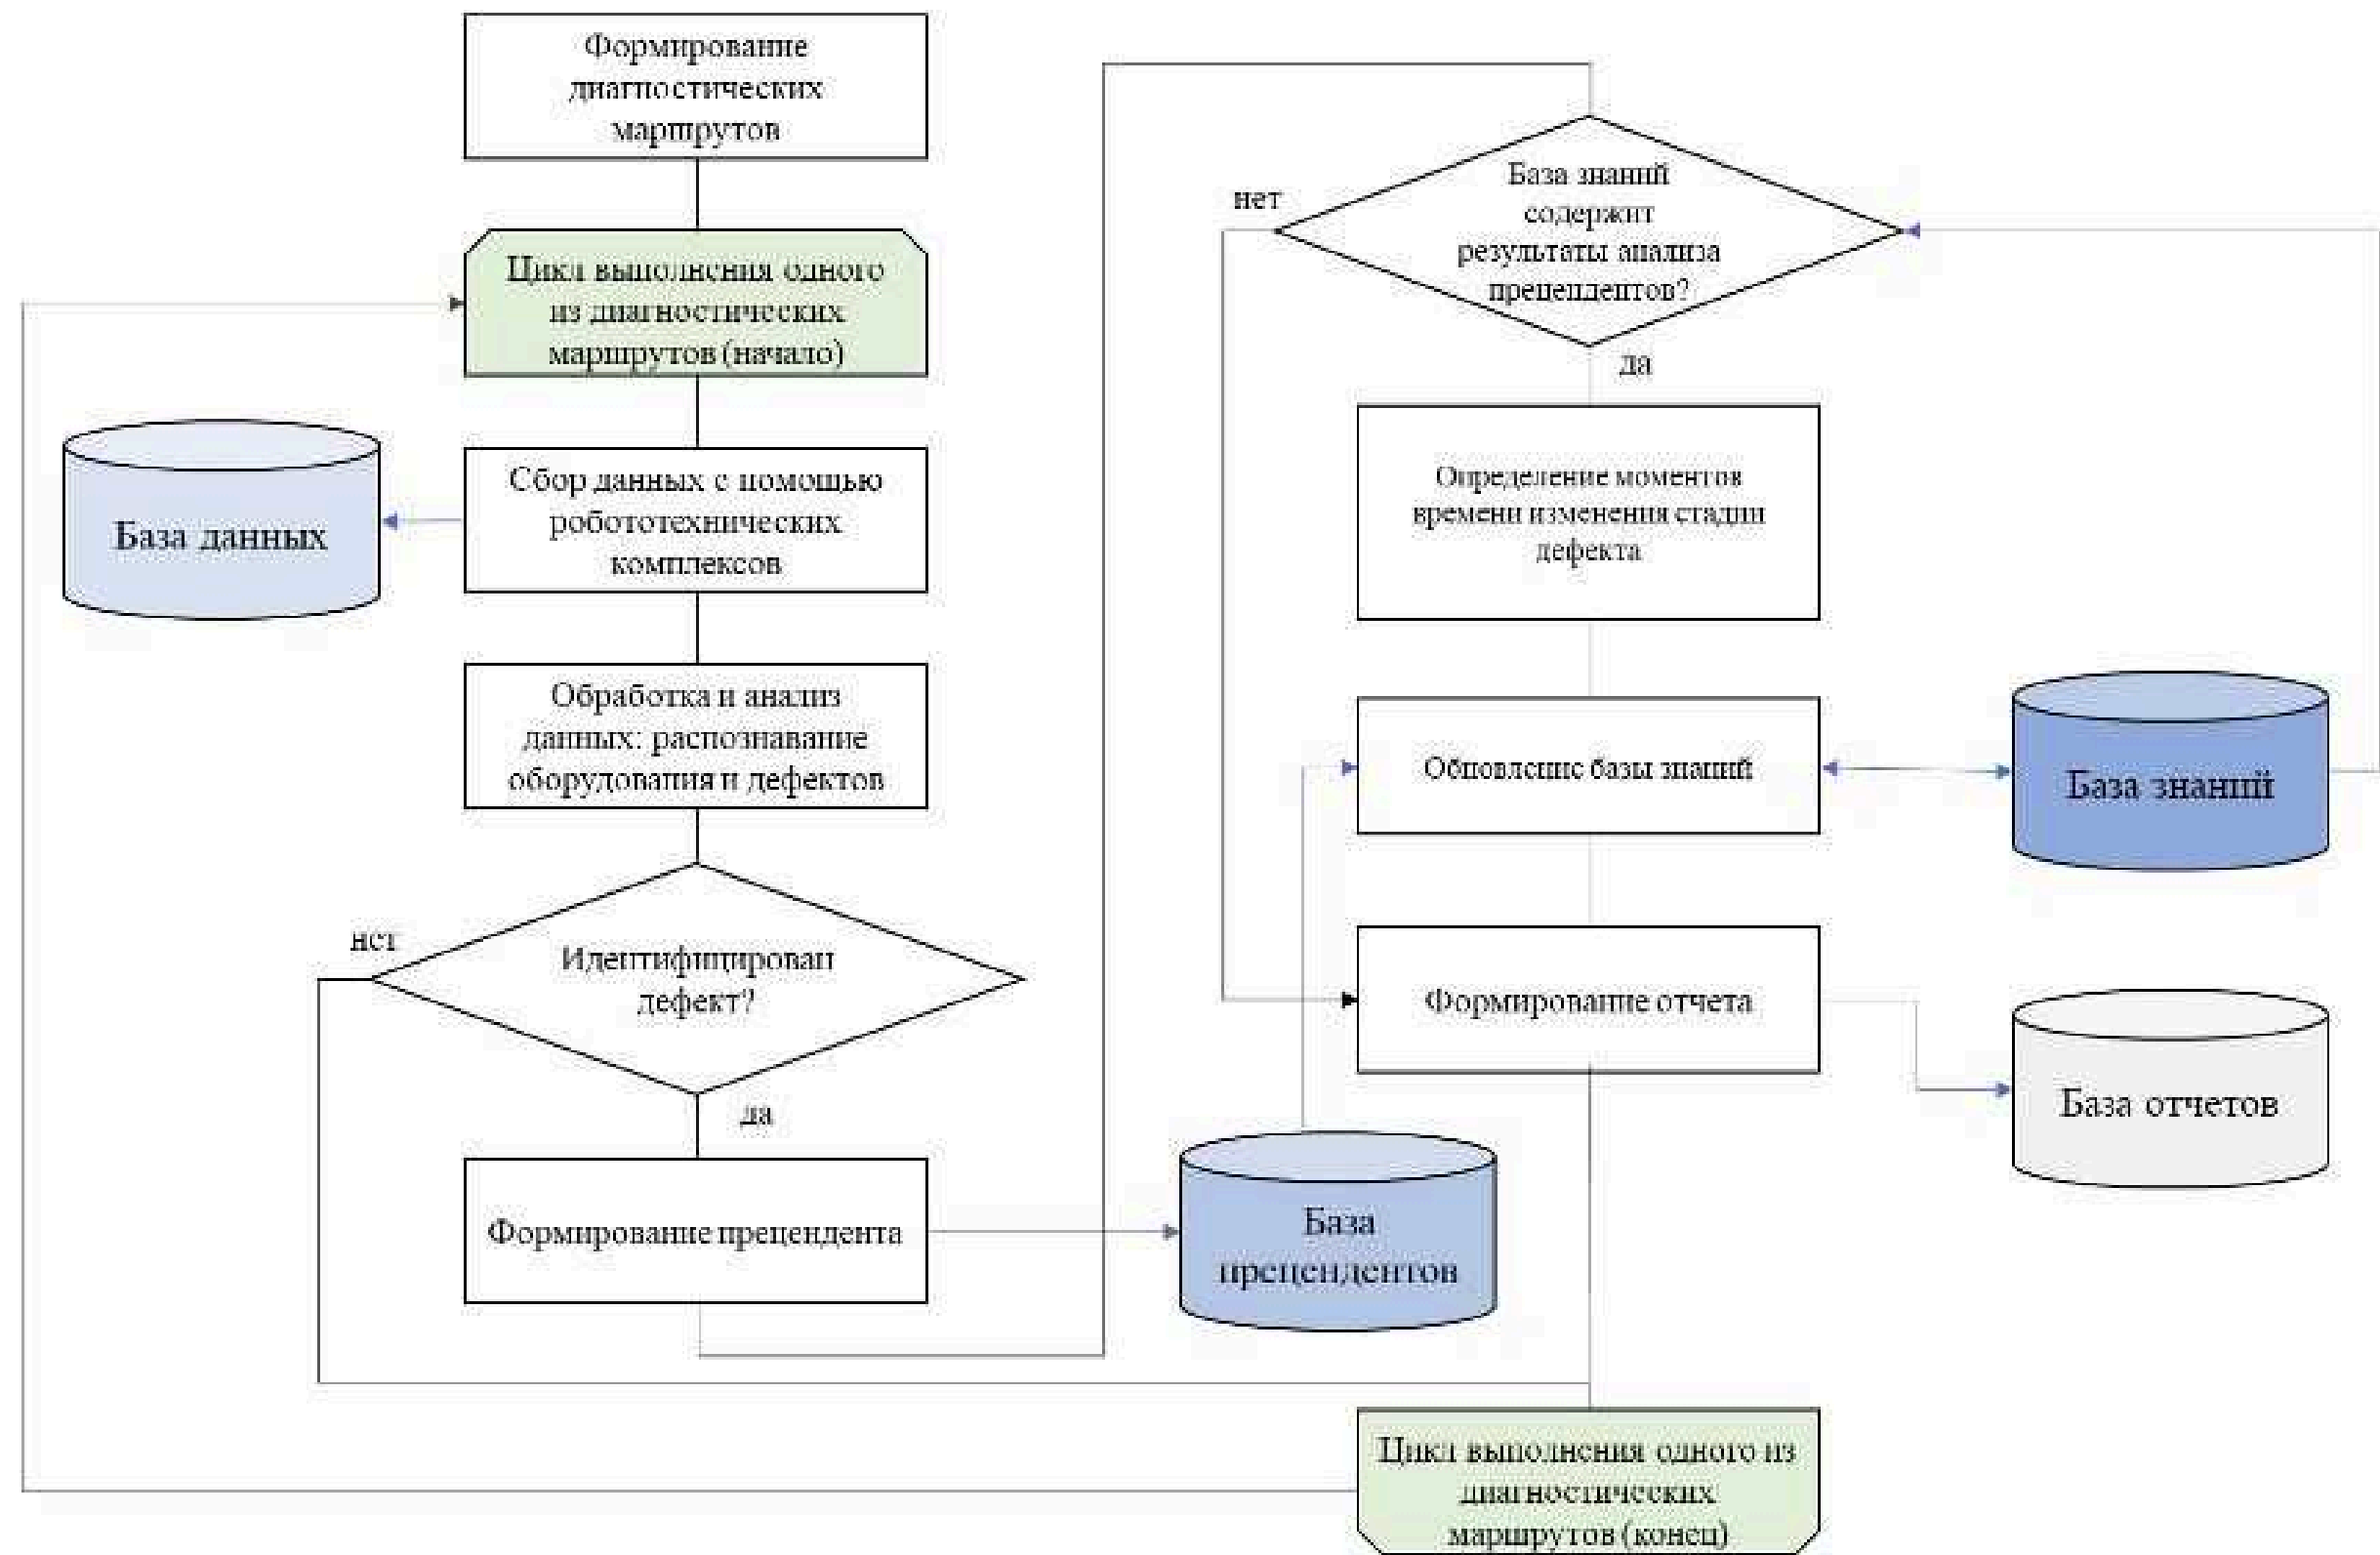 Формирование
диагностических
маршрутов
Цикл выполнения одного
из диагностических
маршрутов (начало)
База данных
Сбор данных с помощью
робототехнических
комплексов
Обработка и анализ
данных: распознавание
оборудования и дефектов
нет
Идентифицирован
дефект?
да
Формирование прецендента
База
прецендентов
База знаний
содержит
результаты анализа
прецендентов?
нет
да
Определение моментов
времени изменения стадии
дефекта
Обновление базы знаний
База знаний
Формирование отчета
База отчетов
Цикл выполнения одного из
диагностических
маршрутов (конец)